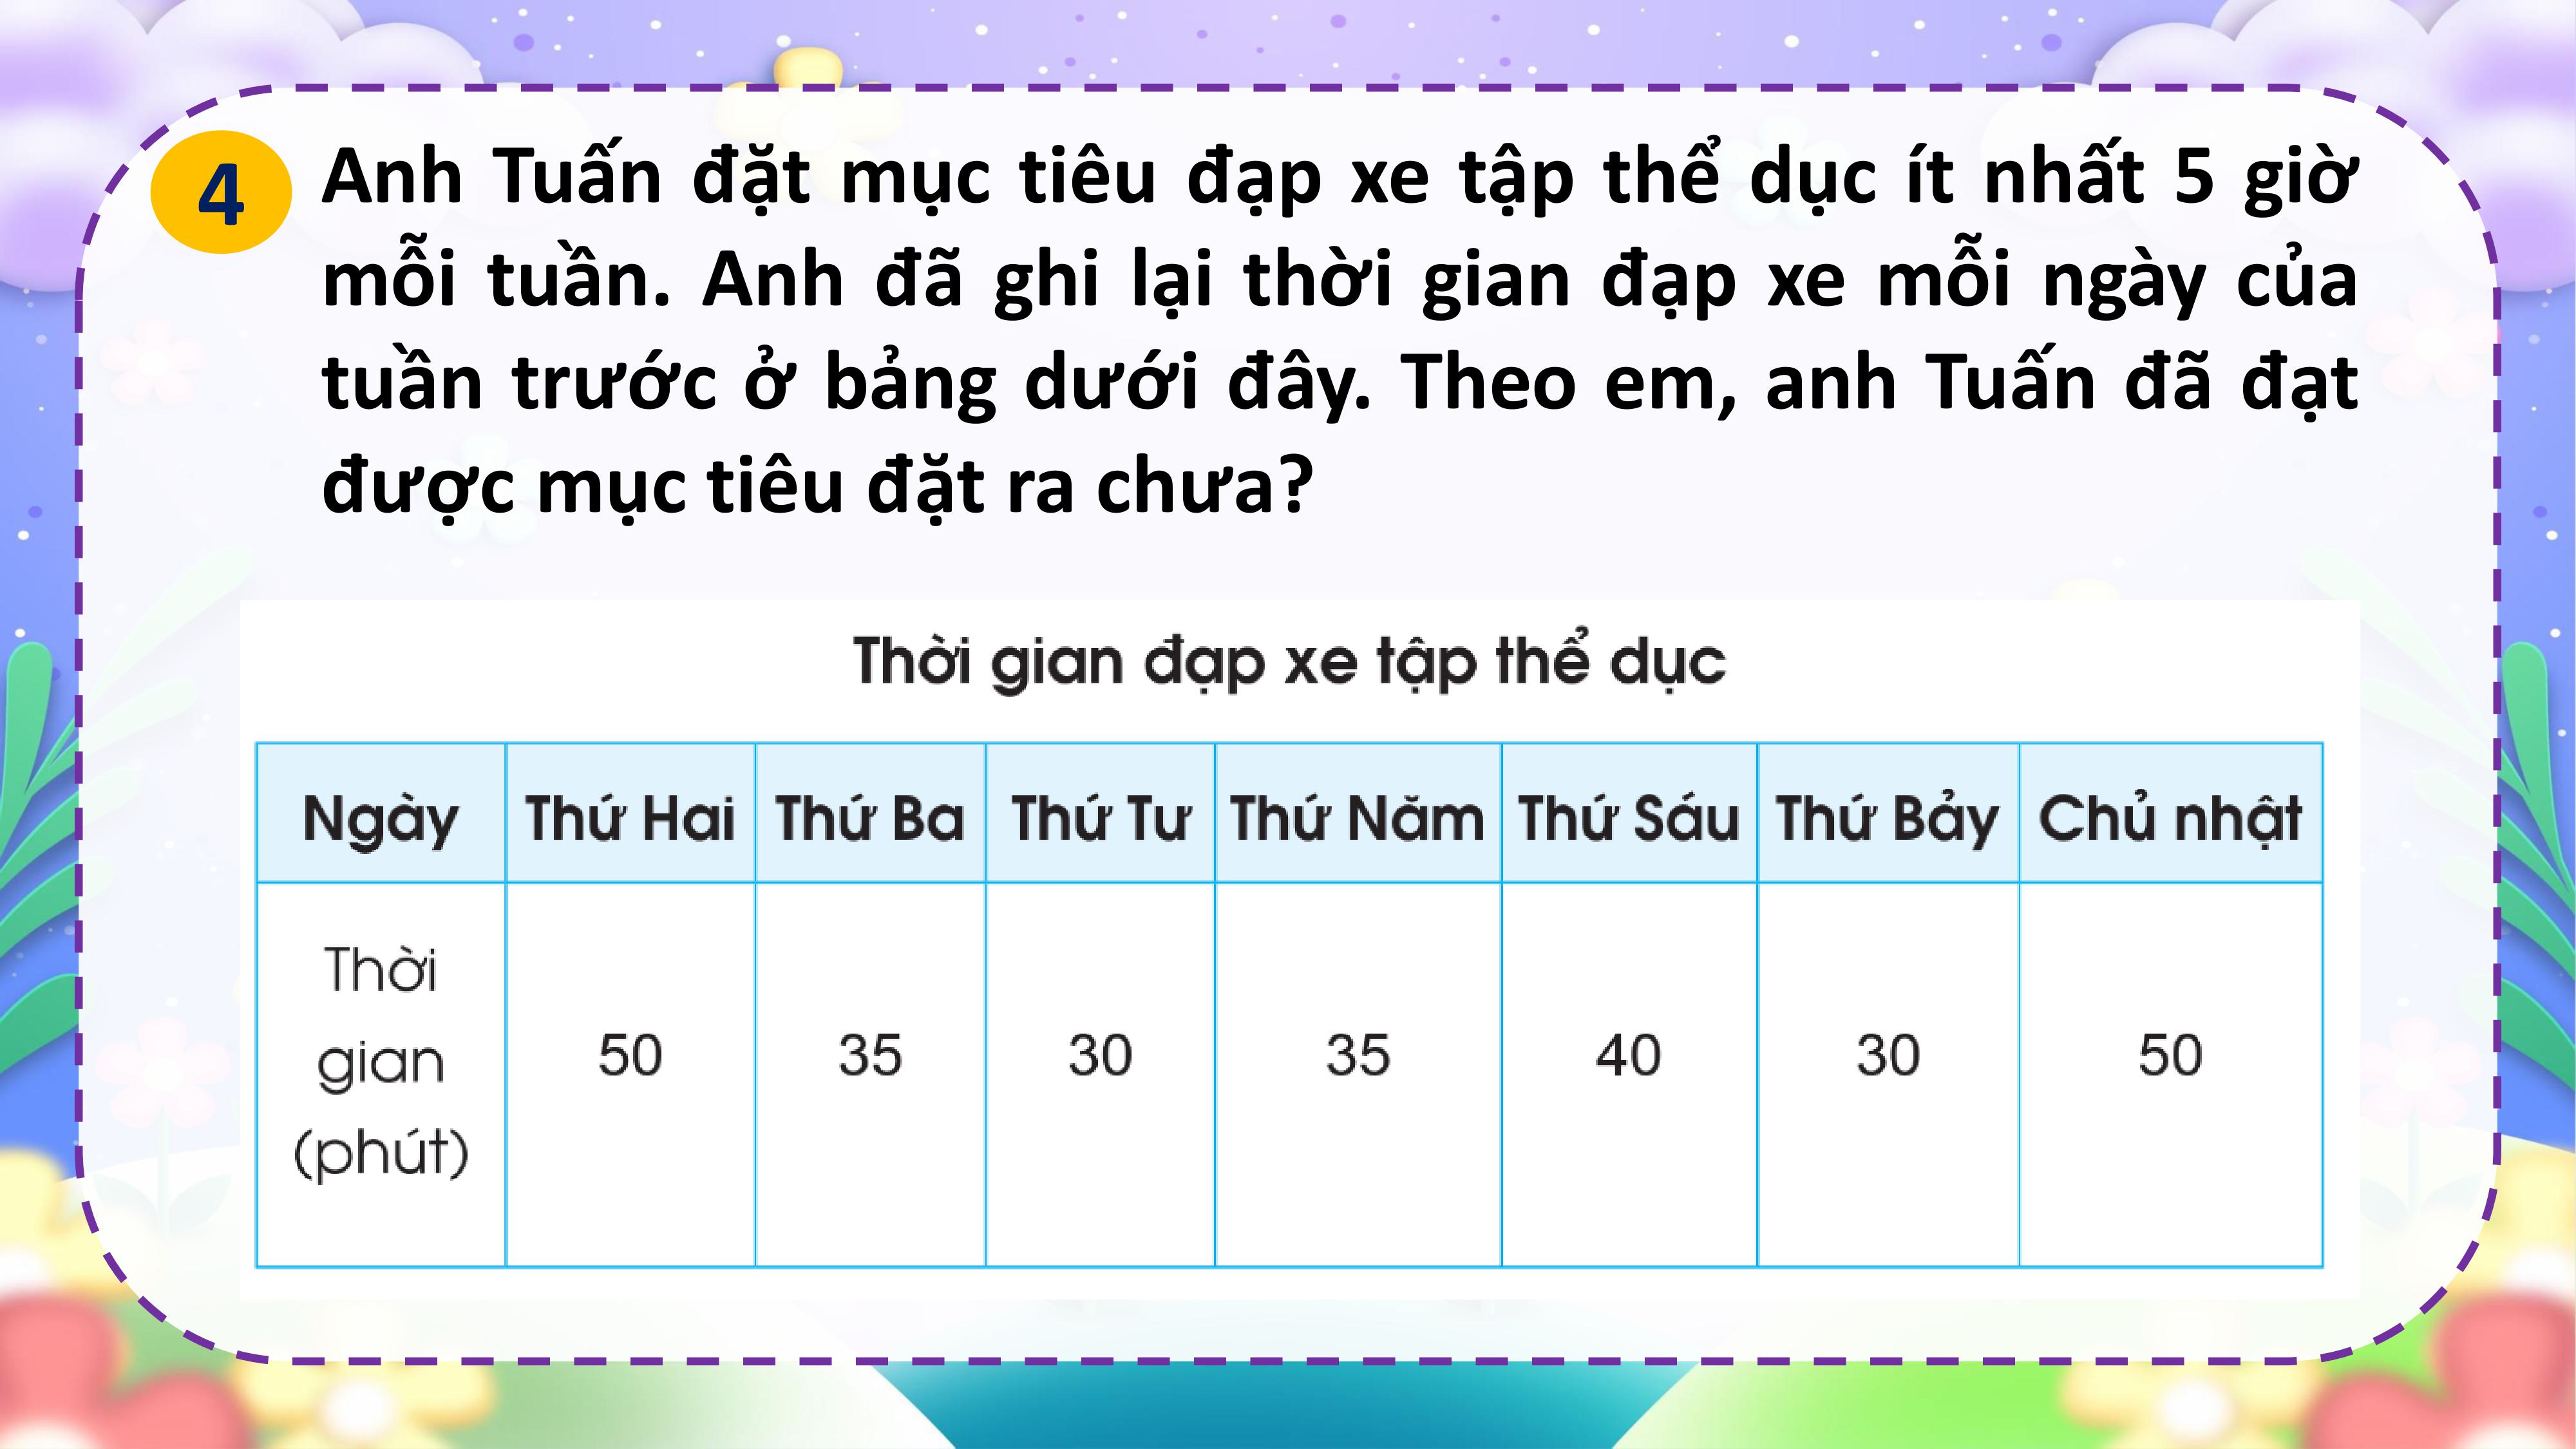 4
Anh Tuấn đặt mục tiêu đạp xe tập thể dục ít nhất 5 giờ
mỗi tuần. Anh đã ghi lại thời gian đạp xe mỗi ngày của
tuần trước ở bảng dưới đây. Theo em, anh Tuấn đã đạt
được mục tiêu đặt ra chưa?
Thời gian đạp xe tập thể dục
Ngày Thứ Hai Thứ Ba Thứ Tư Thứ Năm Thứ Sáu Thứ Bảy Chủ nhật
Thời
gian
(phút)
50 35 30 35 40 30 50